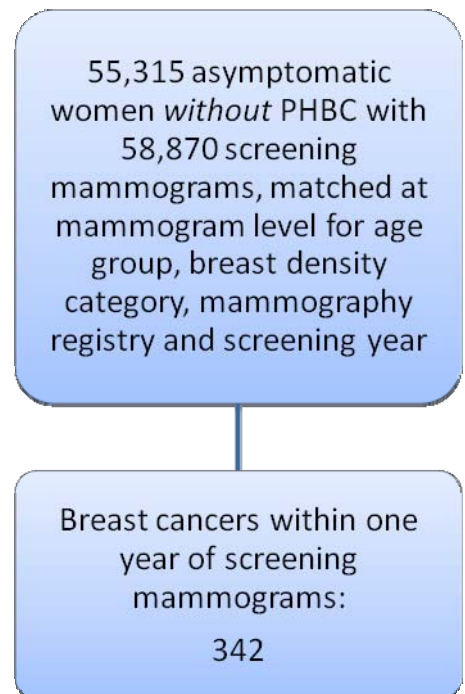 55,315 asymptomatic
women without PHBC with
58,870 screening
mammograms, matched at
mammogram level for age
group, breast density
category, mammography
registry and screening year
Breast cancers within one
year of screening
mammograms:
342